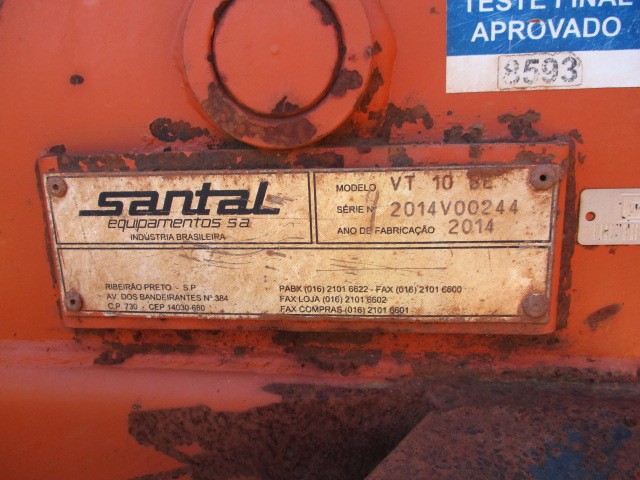 TESTE FINAL
APROVADO
8593
santal
equipamentos s.a.
INDÚSTRIA BRASILEIRA
MODELO VT 10
SÉRIE Nº 2014V00244
ANO DE FABRICAÇÃO 2014
RIBEIRÃO PRETO - S.P.
AV. DOS BANDEIRANTES Nº 384
C.P. 730 - CEP 14030-680
PABX (016) 2101 6622 - FAX (016) 2101 6600
FAX LOJA (016) 2101 6602
FAX COMPRAS (016) 2101 6601